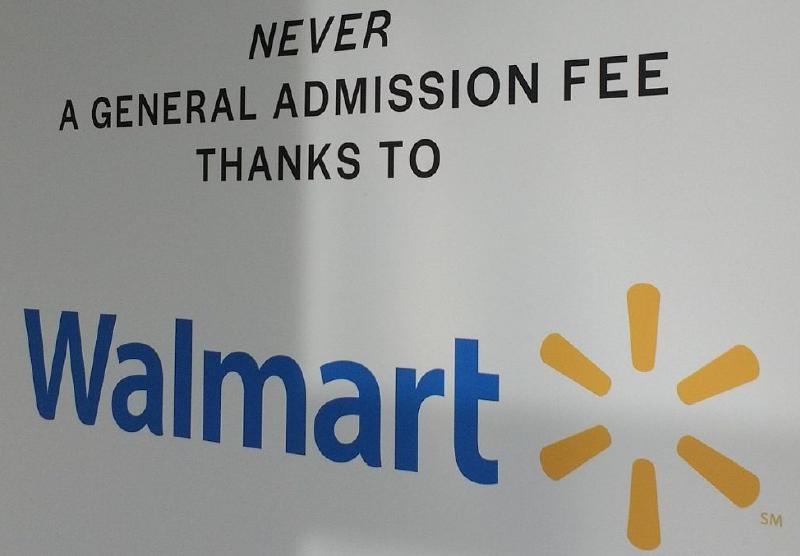 NEVER
A GENERAL ADMISSION FEE
THANKS TO
Walmart
SM